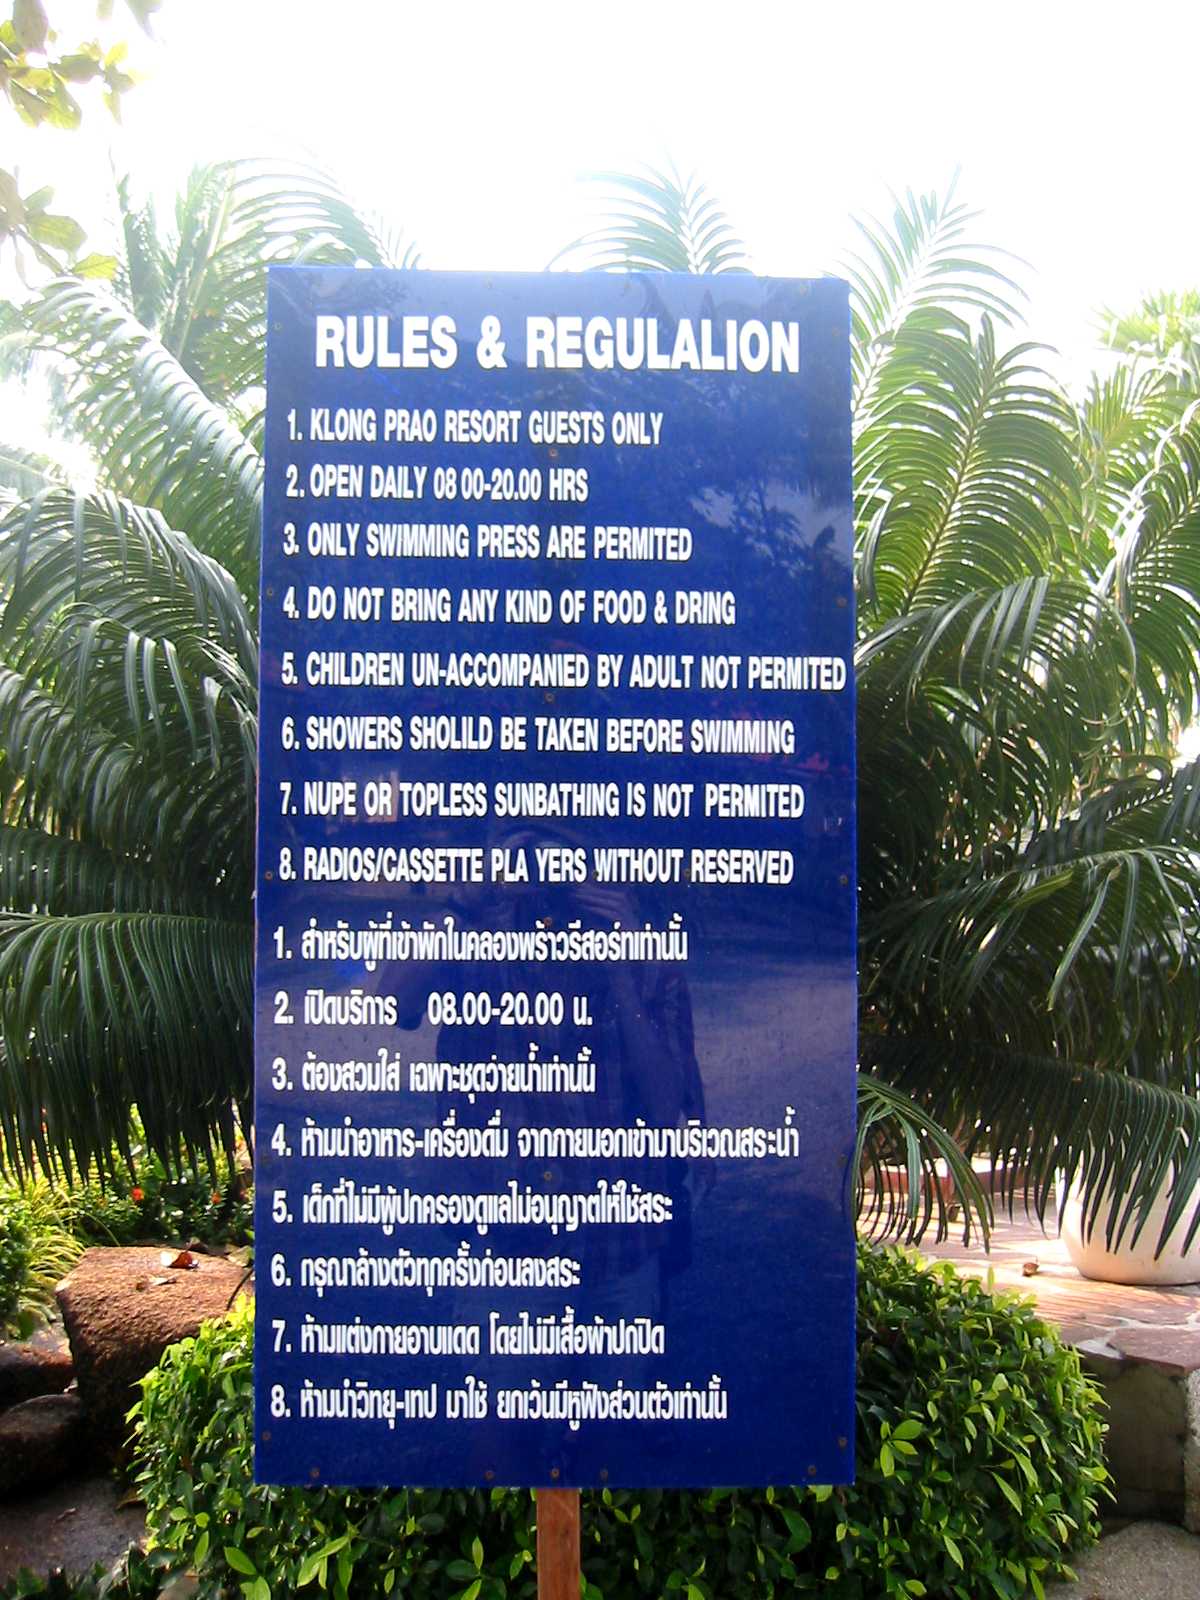 RULES & REGULALION
1. KLONG PRAO RESORT GUESTS ONLY
2. OPEN DAILY 08 00-20.00 HRS
3. ONLY SWIMMING PRESS ARE PERMITED
4. DO NOT BRING ANY KIND OF FOOD & DRING
5. CHILDREN UN-ACCOMPANIED BY ADULT NOT PERMITED
6. SHOWERS SHOLILD BE TAKEN BEFORE SWIMMING
7. NUPE OR TOPLESS SUNBATHING IS NOT PERMITED
8. RADIOS/CASSETTE PLA YERS WITHOUT RESERVED
1. สำหรับผู้ที่เข้าพักในคลองพร้าวรีสอร์ทเท่านั้น
2. เปิดบริการ 08.00-20.00 น.
3. ต้องสวมใส่ เฉพาะชุดว่ายน้ำเท่านั้น
4. ห้ามนำอาหาร-เครื่องดื่ม จากภายนอกเข้ามาบริเวณสระน้ำ
5. เด็กที่ไม่มีผู้ปกครองดูแลไม่อนุญาตให้ใช้สระ
6. กรุณาล้างตัวทุกครั้งก่อนลงสระ
7. ห้ามแต่งกายอาบแดด โดยไม่มีเสื้อผ้าปกปิด
8. ห้ามนำวิทยุ-เทป มาใช้ ยกเว้นมีหูฟังส่วนตัวเท่านั้น